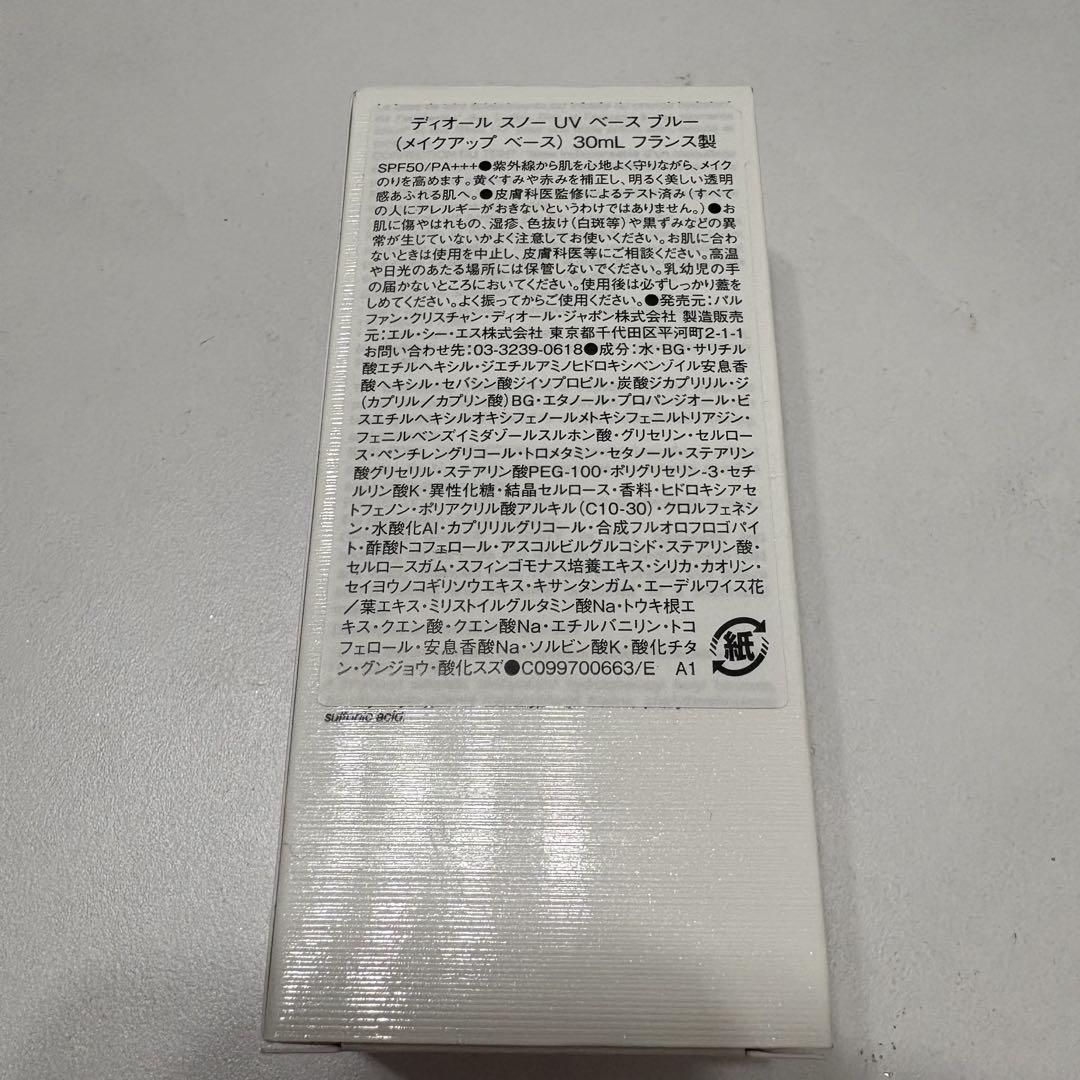 ディオール スノー UV ベース ブルー
（メイクアップ ベース）30mL フランス製
SPF50/PA+++●紫外線から肌を心地よく守りながら、メイク
のりを高めます。黄ぐすみや赤みを補正し、明るく美しい透明
感あふれる肌へ。●皮膚科医監修によるテスト済み（すべて
の人にアレルギーがおきないというわけではありません。）●お
肌に傷やはれもの、湿疹、色抜け（白斑等）や黒ずみなどの異
常が生じていないかよく注意してお使いください。お肌に合わ
ないときは使用を中止し、皮膚科医等にご相談ください。高温
や日光のあたる場所には保管しないでください。乳幼児の手
の届かないところにおいてください。使用後は必ずしっかり蓋を
しめてください。よく振ってからご使用ください。●発売元：パル
ファン・クリスチャン・ディオール・ジャポン株式会社 製造販売
元：エル・シー・エス株式会社 東京都千代田区平河町2-1-1
お問い合わせ先：03-3239-0618●成分：水・BG・サリチル
酸エチルヘキシル・ジエチルアミノヒドロキシベンゾイル安息香
酸ヘキシル・セバシン酸ジイソプロピル・炭酸ジカプリリル・ジ
（カプリル／カプリン酸）BG・エタノール・プロパンジオール・ビ
スエチルヘキシルオキシフェノールメトキシフェニルトリアジン・
フェニルベンズイミダゾールスルホン酸・グリセリン・セルロー
ス・ペンチレングリコール・トロメタミン・セタノール・ステアリン
酸グリセリル・ステアリン酸PEG-100・ポリグリセリン-3・セチ
ルリン酸K・異性化糖・結晶セルロース・香料・ヒドロキシアセ
トフェノン・ポリアクリル酸アルキル(C10-30)・クロルフェネシ
ン・水酸化Al・カプリリルグリコール・合成フルオロフロゴパイ
ト・酢酸トコフェロール・アスコルビルグルコシド・ステアリン酸・
セルロースガム・スフィンゴモナス培養エキス・シリカ・カオリン・
セイヨウノコギリソウエキス・キサンタンガム・エーデルワイス花
／葉エキス・ミリストイルグルタミン酸Na・トウキ根エ
キス・クエン酸・クエン酸Na・エチルバニリン・トコ
フェロール・安息香酸Na・ソルビン酸K・酸化チタ
ン・グンジョウ・酸化スズ●C099700663/E A1
紙
sulfonic acid